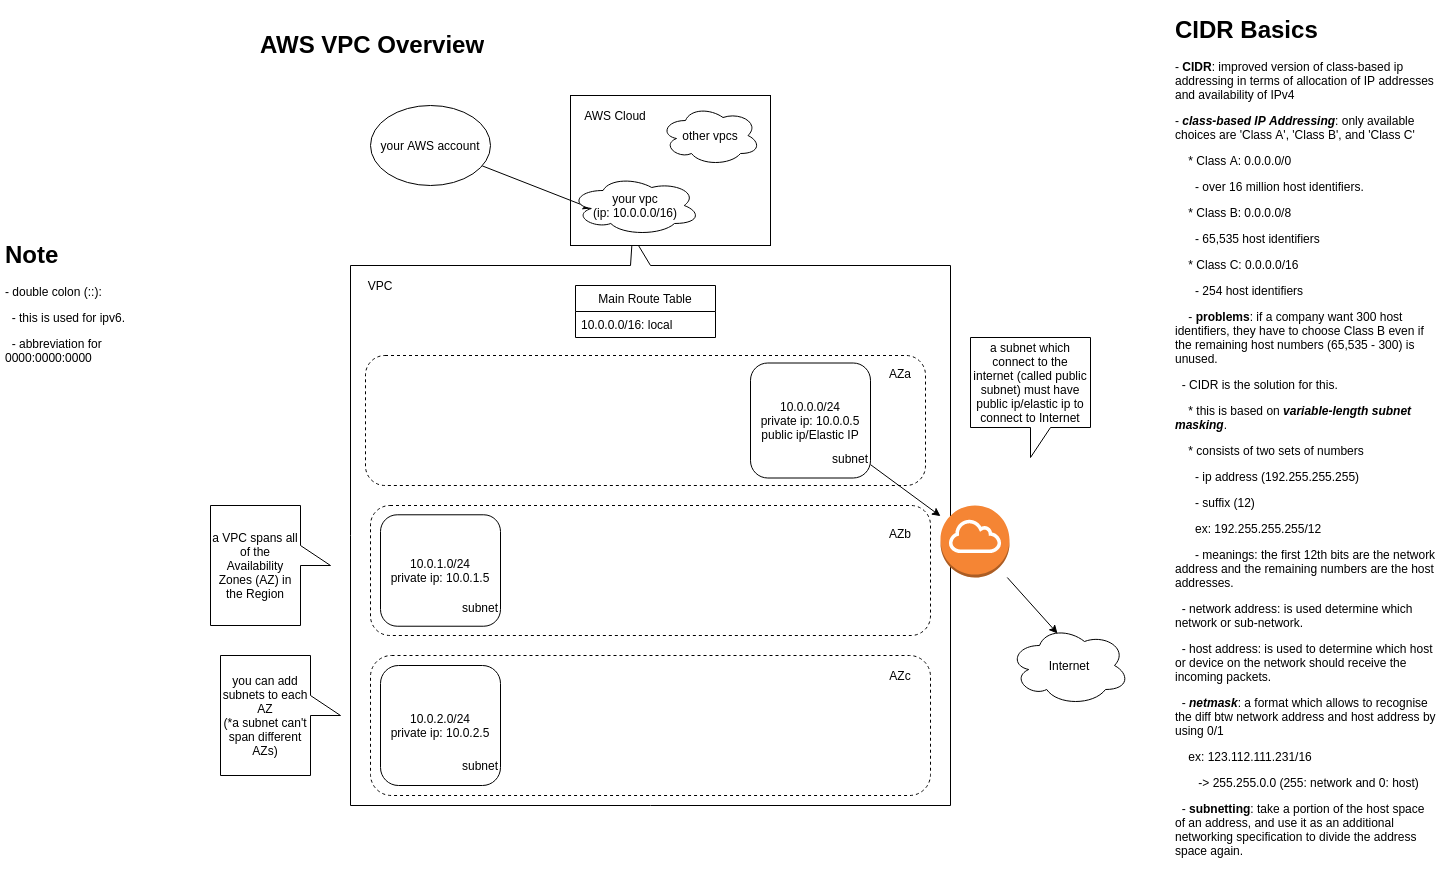 AWS VPC Overview
your AWS account
AWS Cloud
other vpcs
your vpc
(ip: 10.0.0.0/16)
Note
- double colon (::):
- this is used for ipv6.
- abbreviation for
0000:0000:0000
VPC
Main Route Table
10.0.0.0/16: local
AZa
10.0.0.0/24
private ip: 10.0.0.5
public ip/Elastic IP
subnet
a subnet which
connect to the
internet (called public
subnet) must have
public ip/elastic ip to
connect to Internet
a VPC spans all
of the
Availability
Zones (AZ) in
the Region
AZb
10.0.1.0/24
private ip: 10.0.1.5
subnet
you can add
subnets to each
AZ
(*a subnet can't
span different
AZs)
AZc
10.0.2.0/24
private ip: 10.0.2.5
subnet
Internet
CIDR Basics
- CIDR: improved version of class-based ip
addressing in terms of allocation of IP addresses
and availability of IPv4
- class-based IP Addressing: only available
choices are 'Class A', 'Class B', and 'Class C'
* Class A: 0.0.0.0/0
- over 16 million host identifiers.
* Class B: 0.0.0.0/8
- 65,535 host identifiers
* Class C: 0.0.0.0/16
- 254 host identifiers
- problems: if a company want 300 host
identifiers, they have to choose Class B even if
the remaining host numbers (65,535 - 300) is
unused.
- CIDR is the solution for this.
* this is based on variable-length subnet
masking.
* consists of two sets of numbers
- ip address (192.255.255.255)
- suffix (12)
ex: 192.255.255.255/12
- meanings: the first 12th bits are the network
address and the remaining numbers are the host
addresses.
- network address: is used determine which
network or sub-network.
- host address: is used to determine which host
or device on the network should receive the
incoming packets.
- netmask: a format which allows to recognise
the diff btw network address and host address by
using 0/1
ex: 123.112.111.231/16
-> 255.255.0.0 (255: network and 0: host)
- subnetting: take a portion of the host space
of an address, and use it as an additional
networking specification to divide the address
space again.